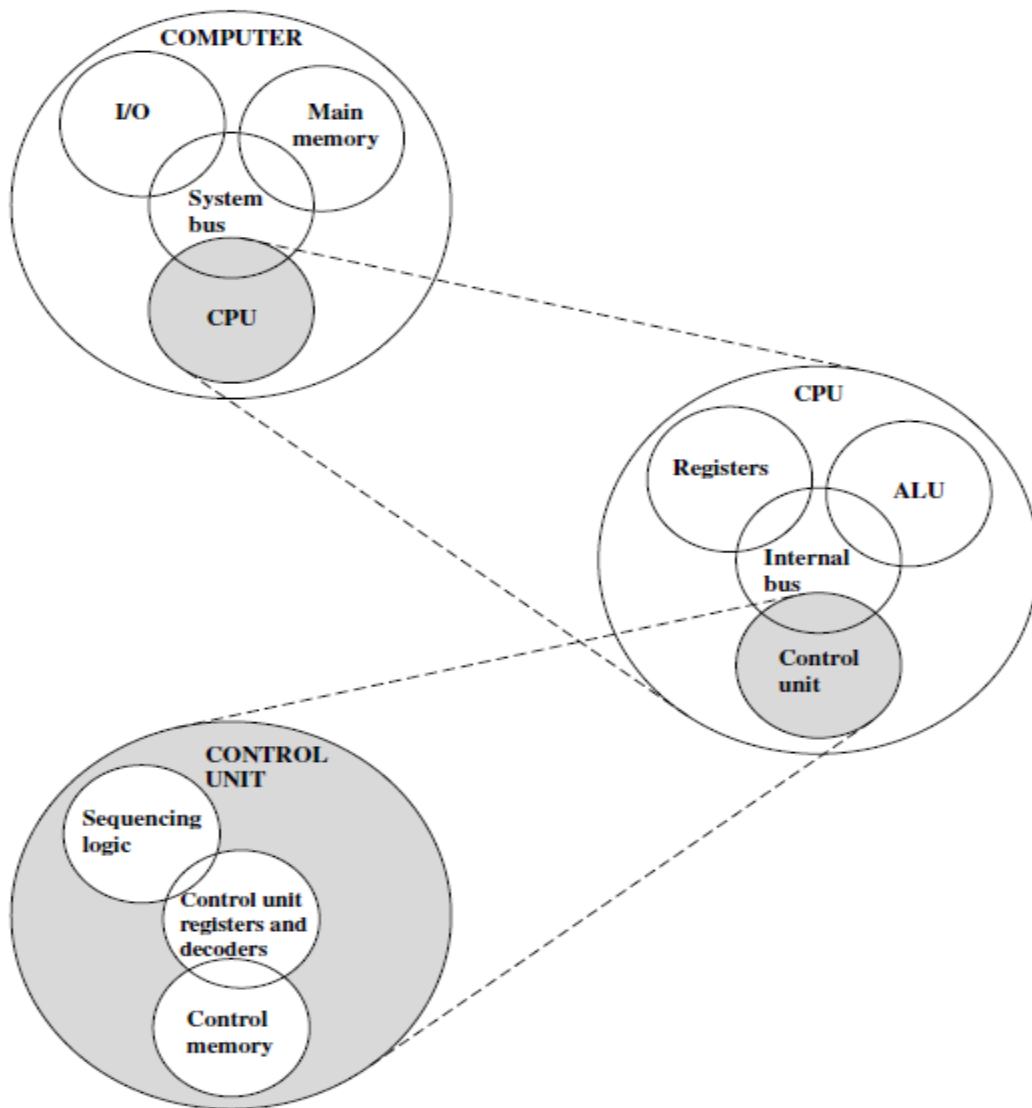 COMPUTER
I/O
Main
memory
System
bus
CPU
CPU
Registers
ALU
Internal
bus
Control
unit
CONTROL
UNIT
Sequencing
logic
Control unit
registers and
decoders
Control
memory